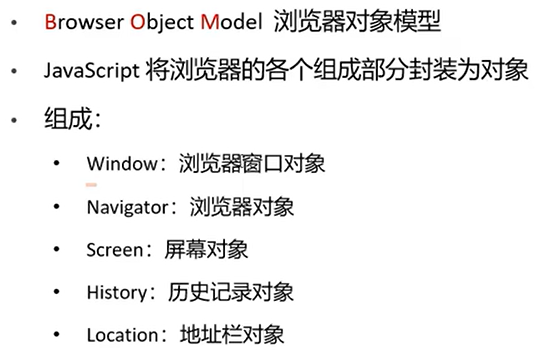 • Browser Object Model 浏览器对象模型
• JavaScript 将浏览器的各个组成部分封装为对象
• 组成：
• Window：浏览器窗口对象
• Navigator：浏览器对象
• Screen：屏幕对象
• History：历史记录对象
• Location：地址栏对象